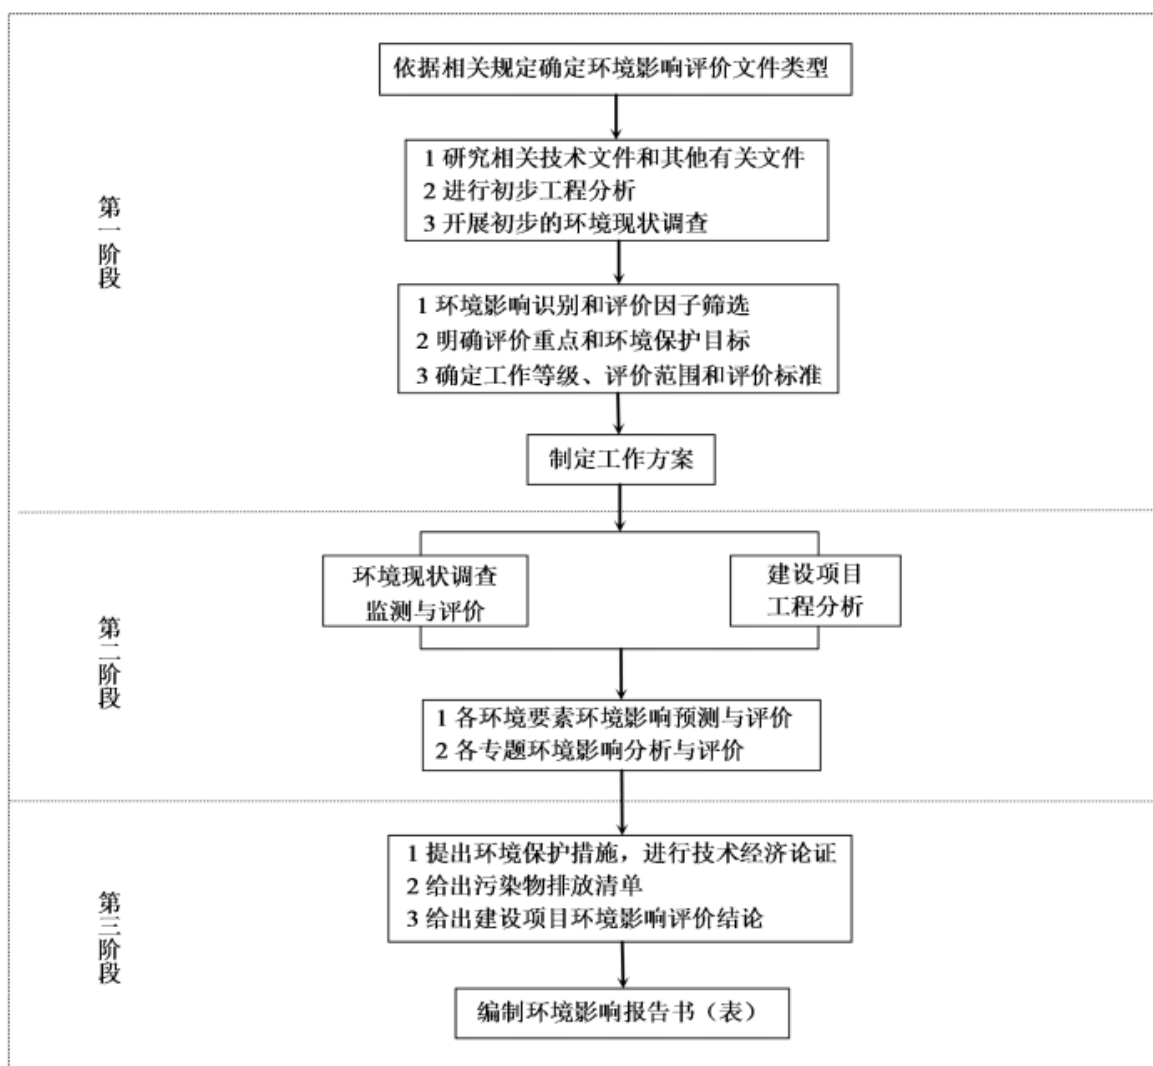 依据相关规定确定环境影响评价文件类型
1 研究相关技术文件和其他有关文件
2 进行初步工程分析
3 开展初步的环境现状调查
第一阶段
1 环境影响识别和评价因子筛选
2 明确评价重点和环境保护目标
3 确定工作等级、评价范围和评价标准
制定工作方案
环境现状调查
监测与评价
建设项目
工程分析
第二阶段
1 各环境要素环境影响预测与评价
2 各专题环境影响分析与评价
1 提出环境保护措施，进行技术经济论证
2 给出污染物排放清单
3 给出建设项目环境影响评价结论
第三阶段
编制环境影响报告书（表）